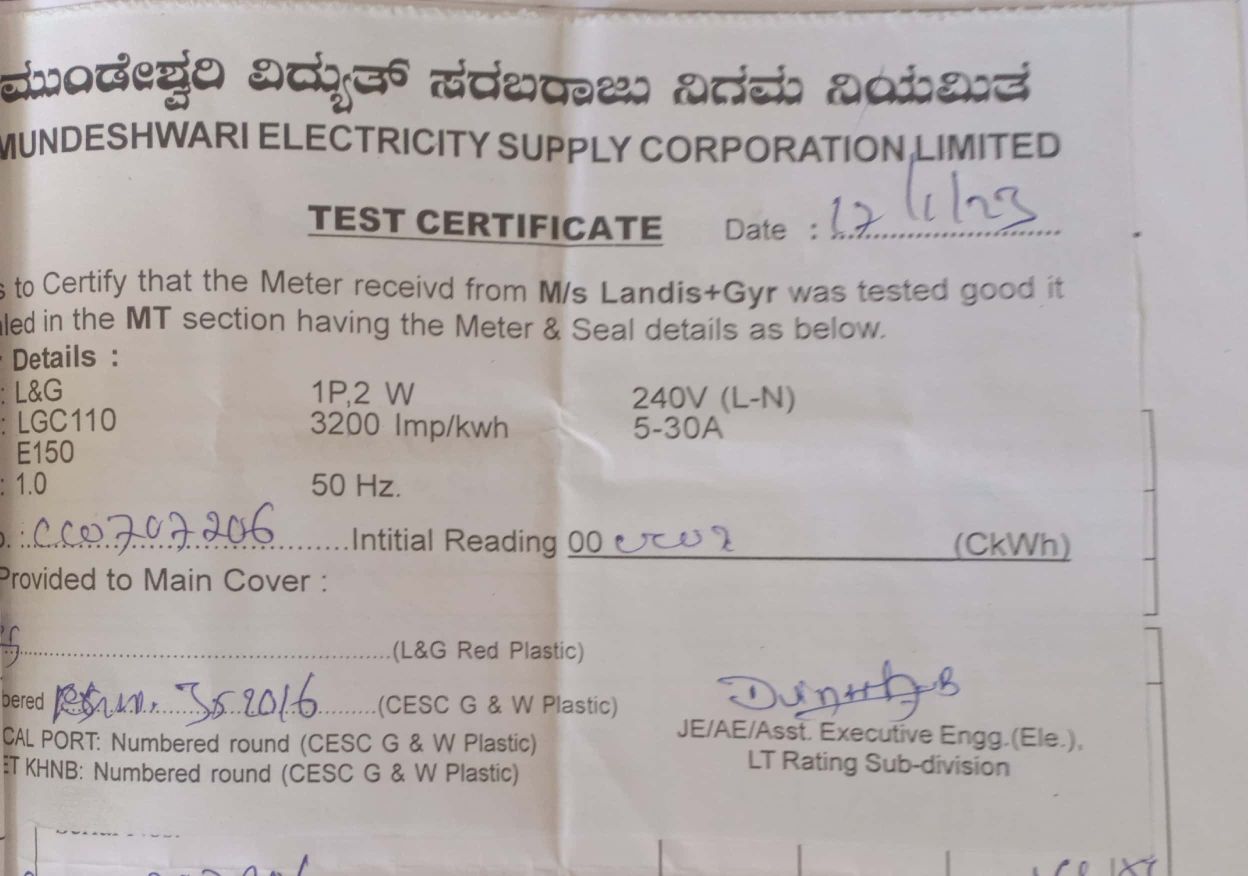 ಮುಂಡೇಶ್ವರಿ ವಿದ್ಯುತ್ ಸರಬರಾಜು ನಿಗಮ ನಿಯಮಿತ
MUNDESHWARI ELECTRICITY SUPPLY CORPORATION LIMITED
TEST CERTIFICATE Date : 12/1/23
s to Certify that the Meter receivd from M/s Landis+Gyr was tested good it
led in the MT section having the Meter & Seal details as below.
Details :
: L&G 1P,2 W 240V (L-N)
: LGC110 3200 Imp/kwh 5-30A
E150
: 1.0 50 Hz.
Intitial Reading 00 (CkWh)
Provided to Main Cover :
(L&G Red Plastic)
bered (CESC G & W Plastic)
CAL PORT: Numbered round (CESC G & W Plastic)
ET KHNB: Numbered round (CESC G & W Plastic)
JE/AE/Asst. Executive Engg.(Ele.),
LT Rating Sub-division